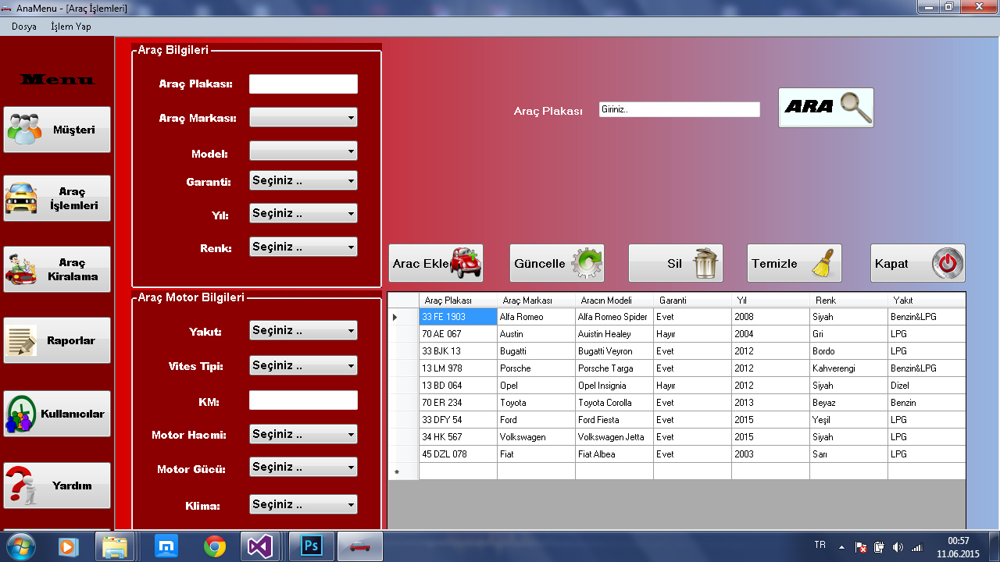 AnaMenu - [Araç İşlemleri]
Dosya İşlem Yap
Menu
Müşteri
Araç
İşlemleri
Araç
Kiralama
Raporlar
Kullanıcılar
Yardım
Araç Bilgileri
Araç Plakası:
Araç Markası:
Model:
Garanti: Seçiniz ..
Yıl: Seçiniz ..
Renk: Seçiniz ..
Araç Motor Bilgileri
Yakıt: Seçiniz ..
Vites Tipi: Seçiniz ..
KM:
Motor Hacmi: Seçiniz ..
Motor Gücü: Seçiniz ..
Klima: Seçiniz ..
Araç Plakası Giriniz.. ARA
Arac Ekle Güncelle Sil Temizle Kapat
Araç Plakası Araç Markası Aracın Modeli Garanti Yıl Renk Yakıt
33 FE 1903 Alfa Romeo Alfa Romeo Spider Evet 2008 Siyah Benzin&LPG
70 AE 067 Austin Auistin Healey Hayır 2004 Gri LPG
33 BJK 13 Bugatti Bugatti Veyron Evet 2012 Bordo LPG
13 LM 978 Porsche Porsche Targa Evet 2012 Kahverengi Benzin&LPG
13 BD 064 Opel Opel Insignia Hayır 2012 Siyah Dizel
70 ER 234 Toyota Toyota Corolla Evet 2013 Beyaz Benzin
33 DFY 54 Ford Ford Fiesta Evet 2015 Yeşil LPG
34 HK 567 Volkswagen Volkswagen Jetta Evet 2015 Siyah LPG
45 DZL 078 Fiat Fiat Albea Evet 2003 Sarı LPG
Ps
TR
00:57
11.06.2015